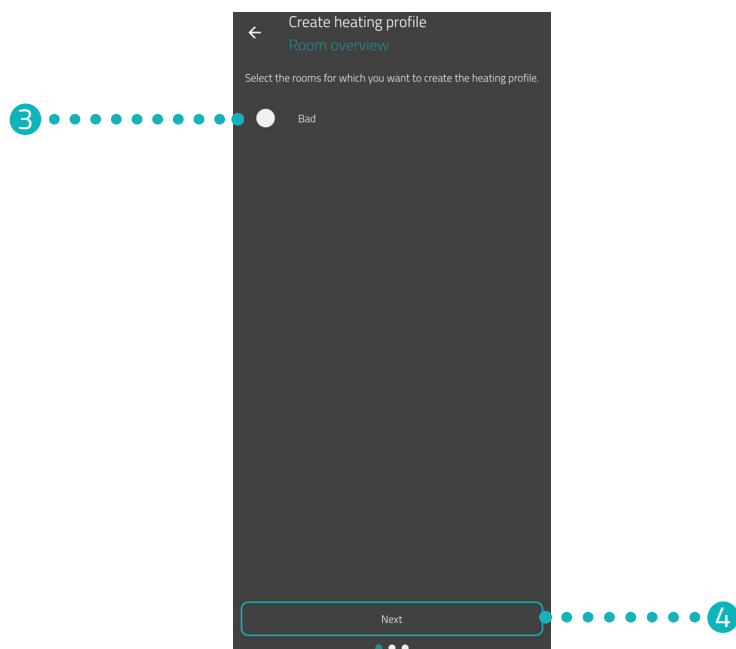 Create heating profile
Room overview
Select the rooms for which you want to create the heating profile.
3
Bad
Next
4